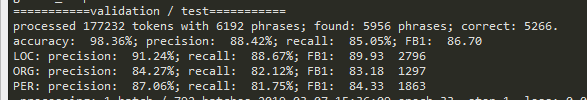 ===========validation / test===========
processed 177232 tokens with 6192 phrases; found: 5956 phrases; correct: 5266.
accuracy: 98.36%; precision: 88.42%; recall: 85.05%; FB1: 86.70
LOC: precision: 91.24%; recall: 88.67%; FB1: 89.93 2796
ORG: precision: 84.27%; recall: 82.12%; FB1: 83.18 1297
PER: precision: 87.06%; recall: 81.75%; FB1: 84.33 1863